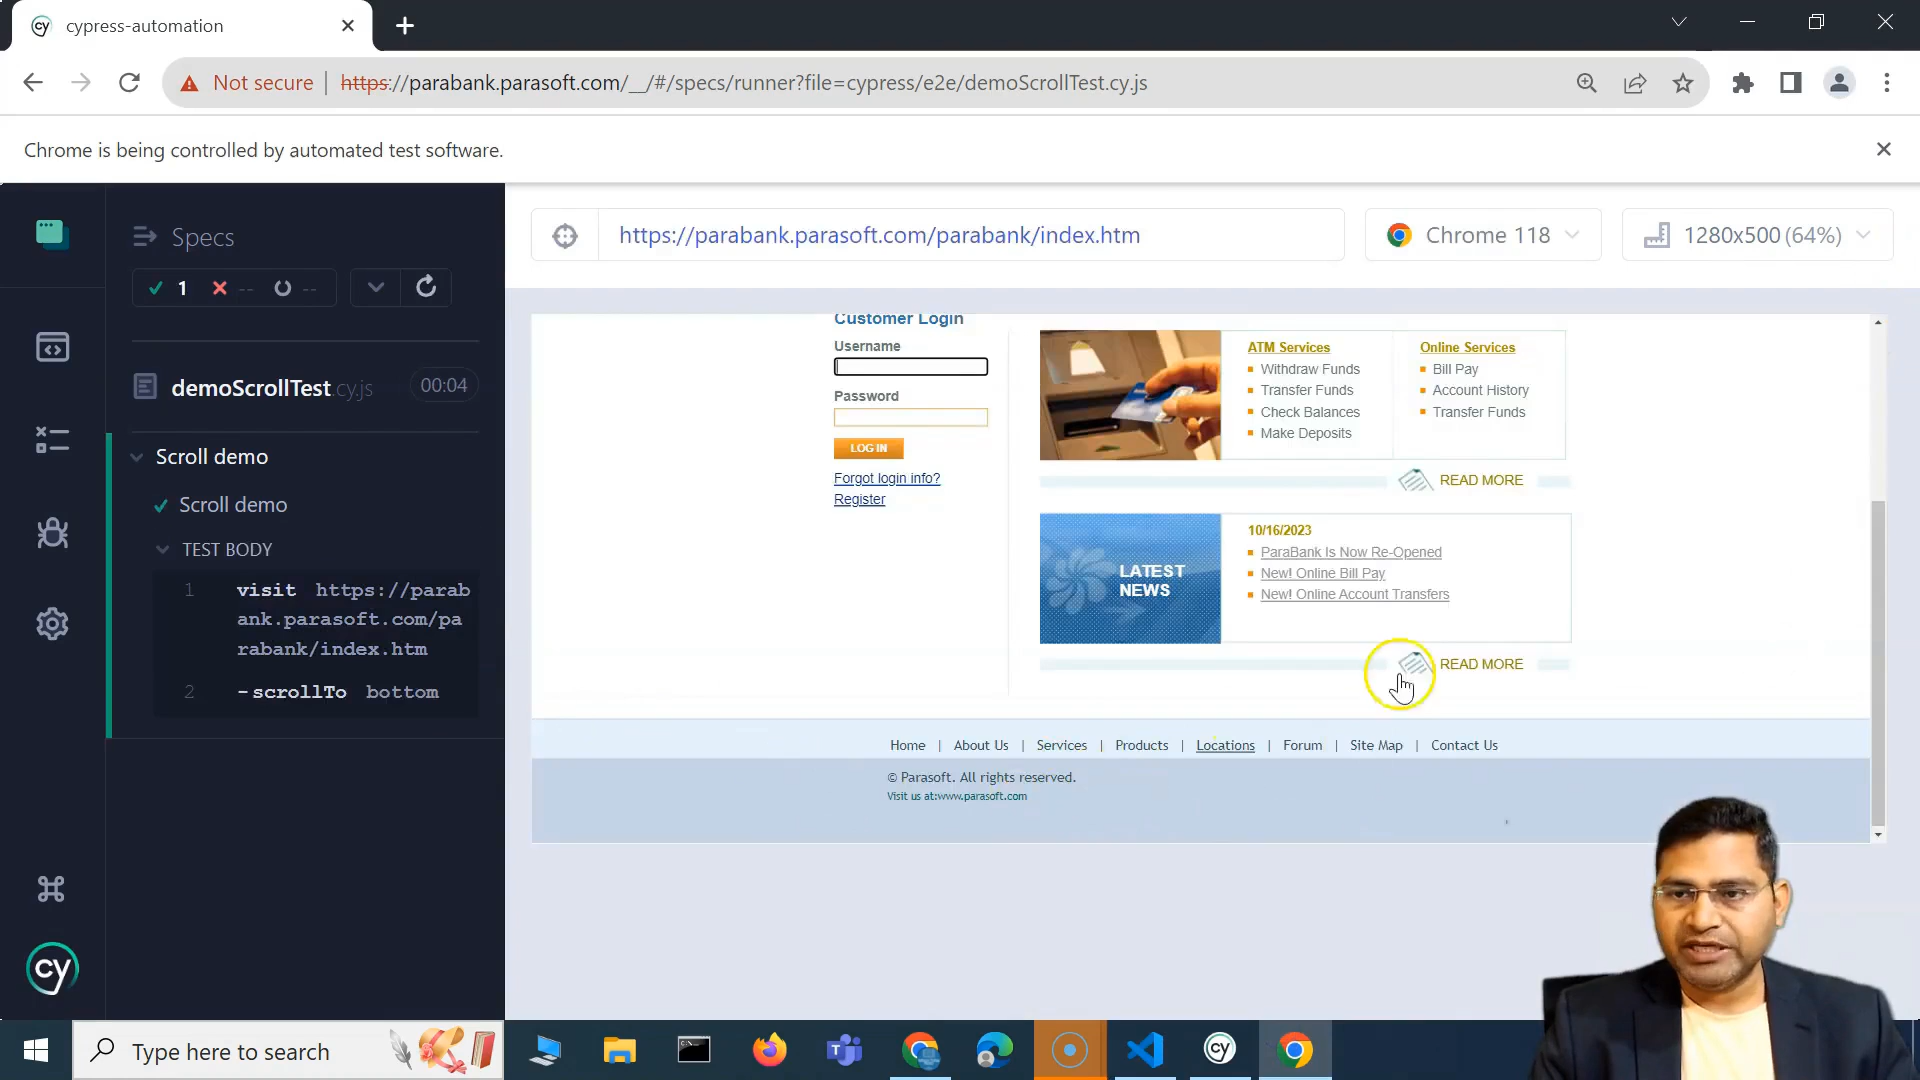 cypress-automation
Not secure
https://parabank.parasoft.com/__/#/specs/runner?file=cypress/e2e/demoScrollTest.cy.js
Chrome is being controlled by automated test software.
Specs
1 -- --
demoScrollTest.cy.js 00:04
Scroll demo
Scroll demo
TEST BODY
1 visit https://parab
ank.parasoft.com/pa
rabank/index.htm
2 -scrollTo bottom
cy
https://parabank.parasoft.com/parabank/index.htm
Chrome 118
1280x500 (64%)
Customer Login
Username
Password
LOG IN
Forgot login info?
Register
ATM Services
Withdraw Funds
Transfer Funds
Check Balances
Make Deposits
Online Services
Bill Pay
Account History
Transfer Funds
READ MORE
LATEST
NEWS
10/16/2023
ParaBank Is Now Re-Opened
New! Online Bill Pay
New! Online Account Transfers
READ MORE
Home | About Us | Services | Products | Locations | Forum | Site Map | Contact Us
© Parasoft. All rights reserved.
Visit us at:www.parasoft.com
Type here to search